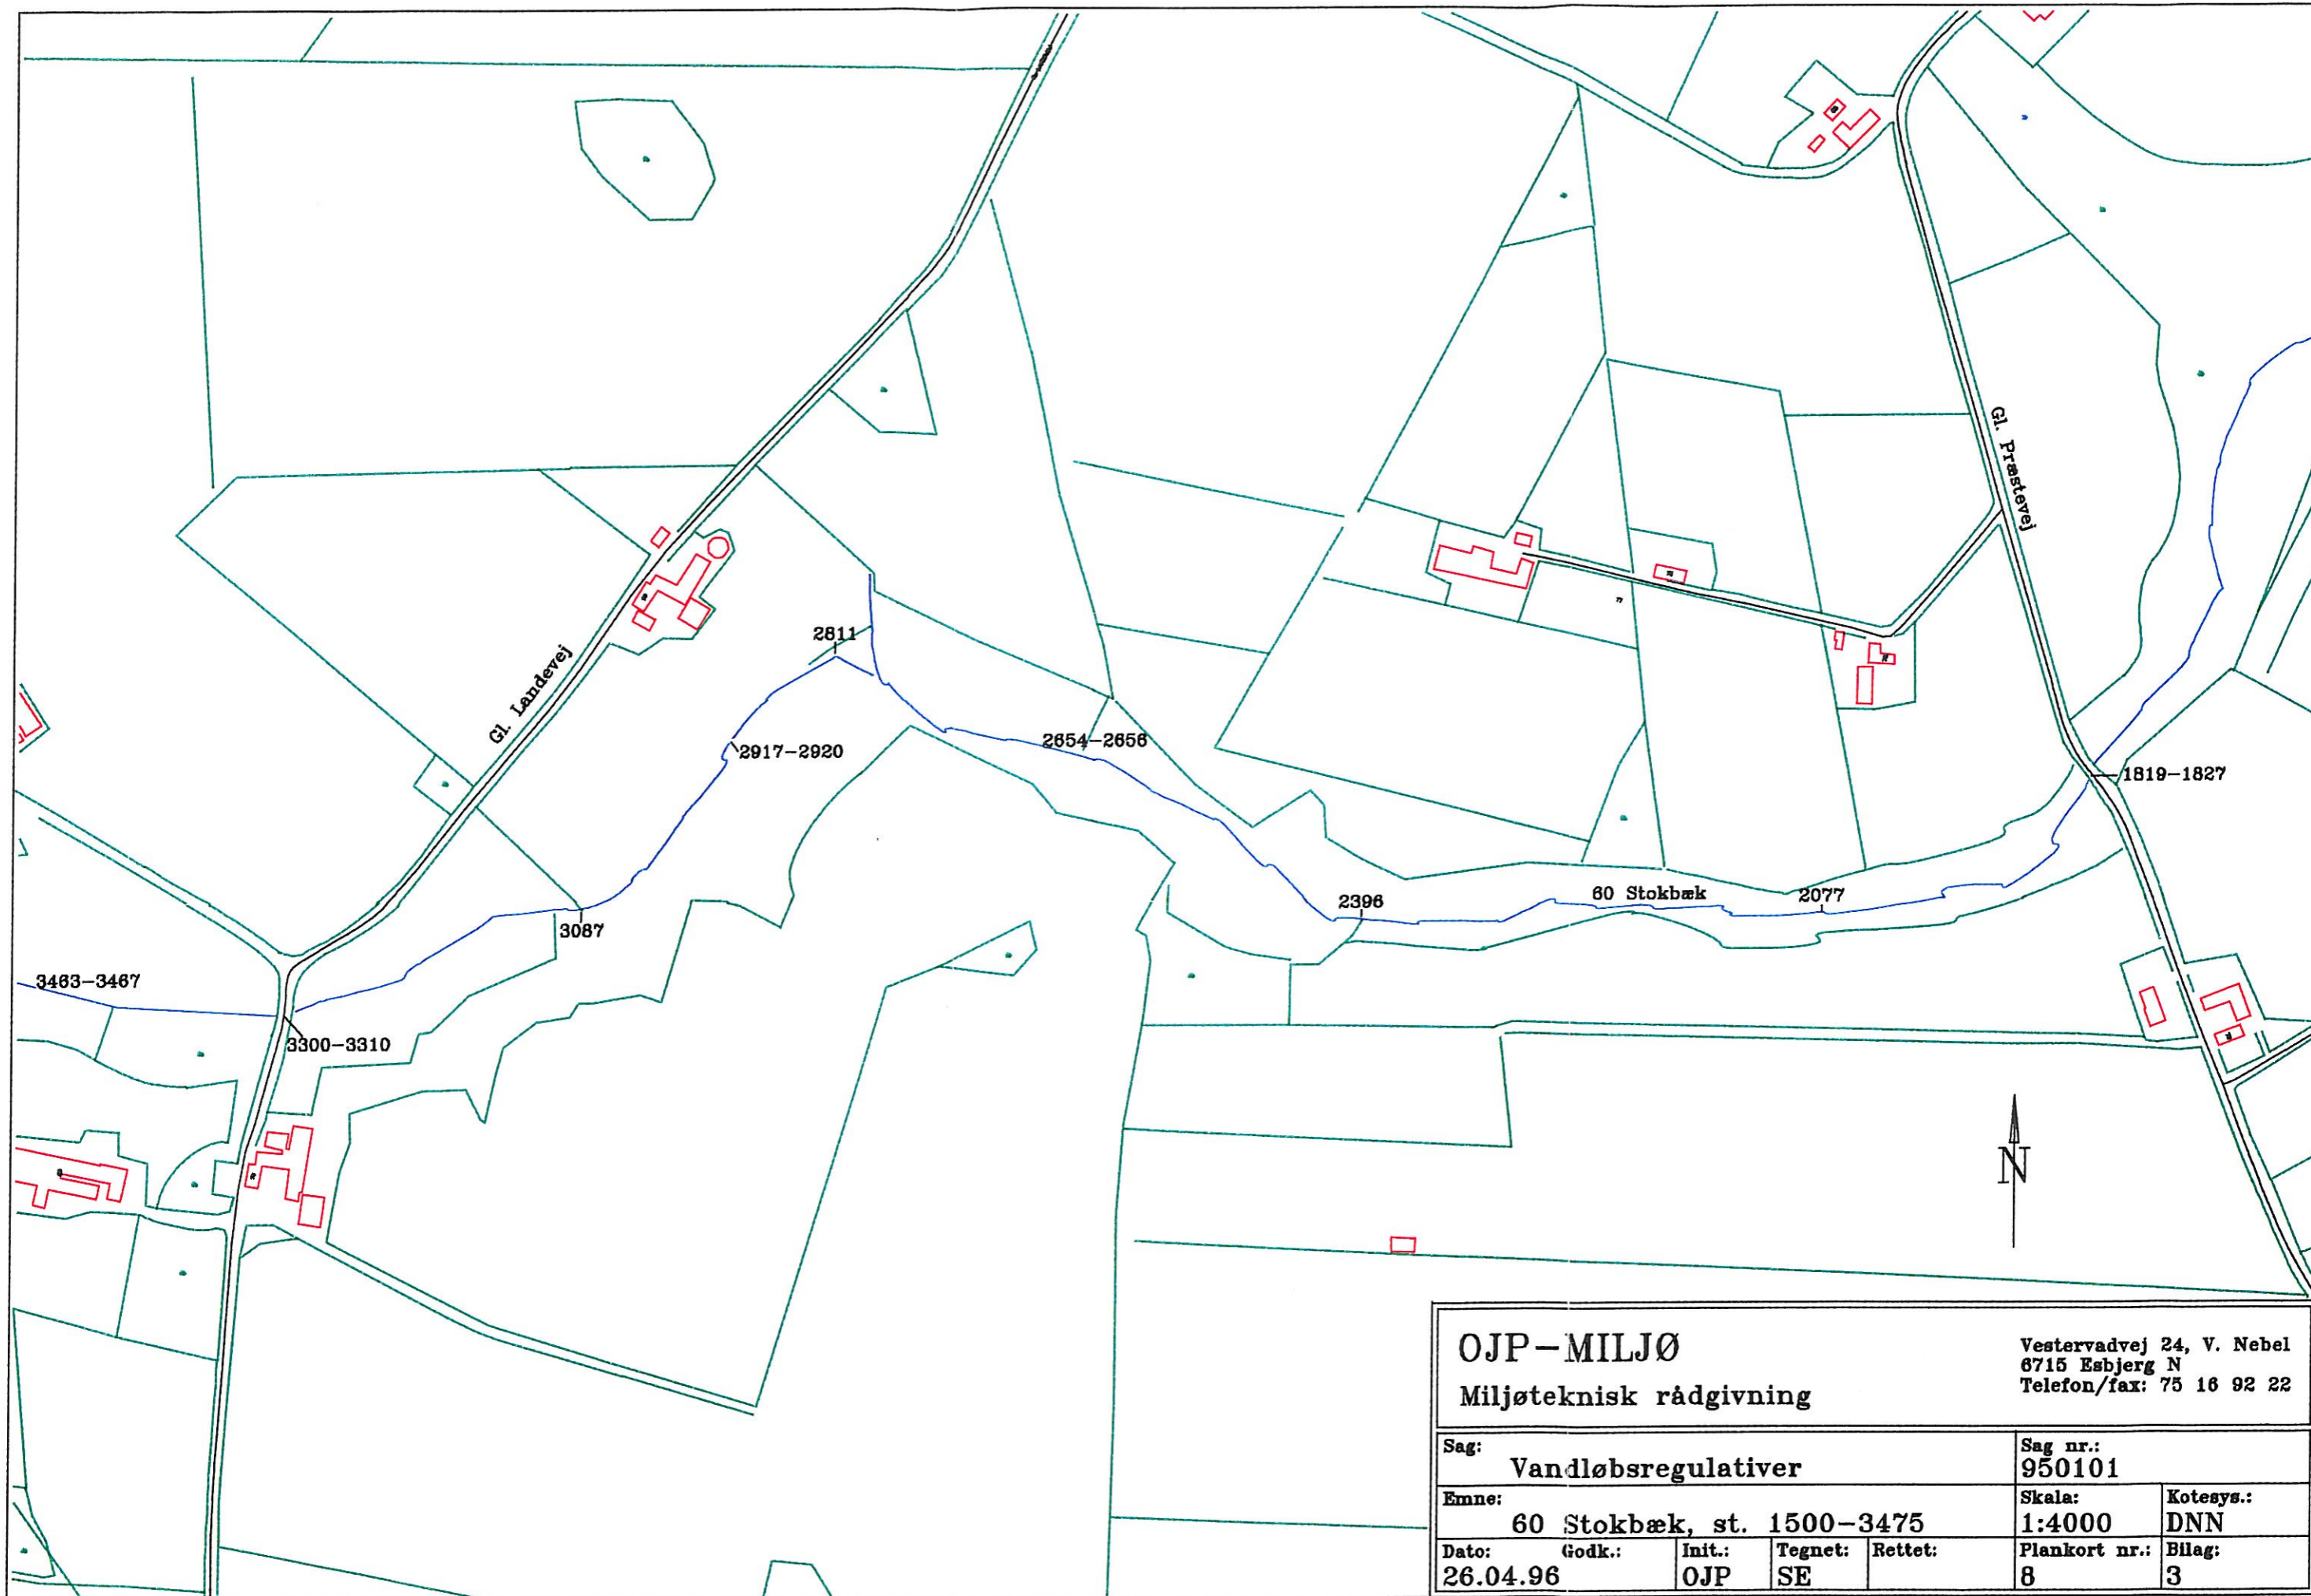 Gl. Præstevej
2811
Gl. Landevej
2917-2920
2654-2656
1819-1827
60 Stokbæk
2077
2396
3087
3463-3467
3300-3310
N
OJP-MILJØ
Miljøteknisk rådgivning
Vestervadvej 24, V. Nebel
6715 Esbjerg N
Telefon/fax: 75 16 92 22
Sag:
Vandløbsregulativer
Sag nr.:
950101
Emne:
60 Stokbæk, st. 1500-3475
Skala:
1:4000
Kotesys.:
DNN
Dato:
26.04.96
Godk.:
Init.:
OJP
Tegnet:
SE
Rettet:
Plankort nr.:
8
Bilag:
3